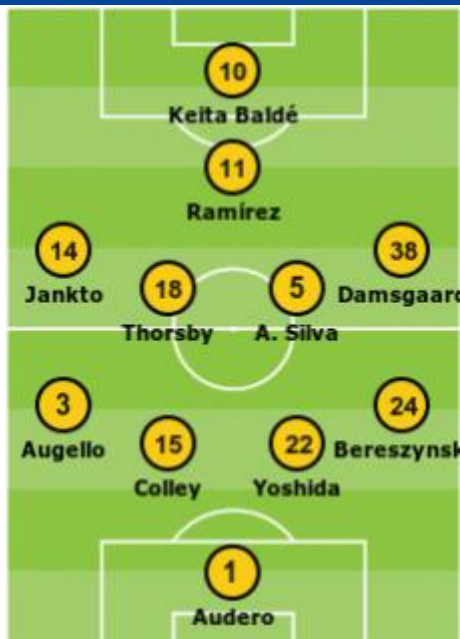 10
Keita Baldé
11
Ramírez
14
38
Jankto
18
5
Damsgaard
Thorsby
A. Silva
3
24
Augello
15
22
Bereszynsk
Colley
Yoshida
1
Audero